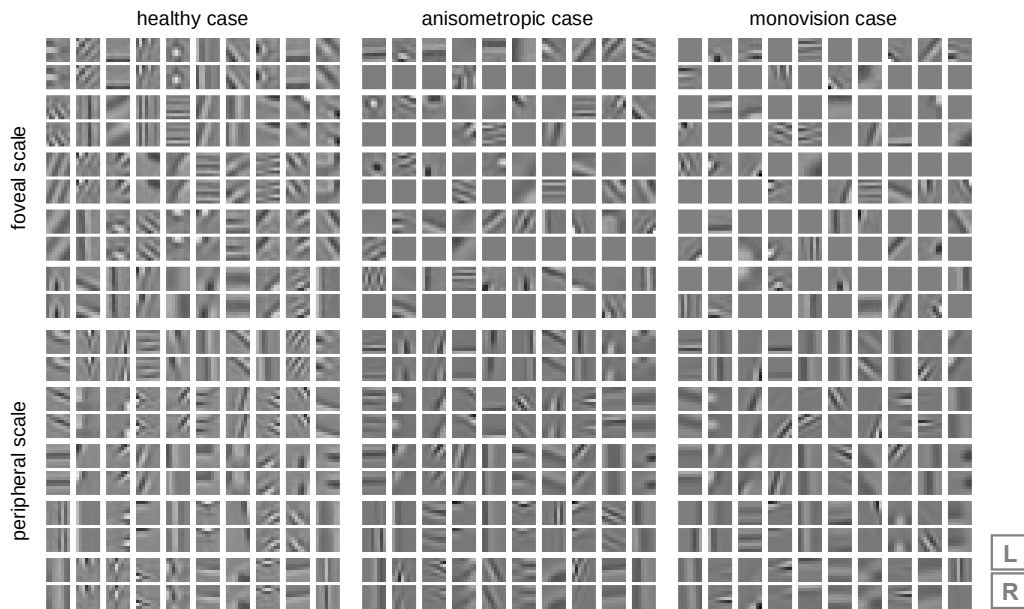 healthy case
anisometropic case
monovision case
foveal scale
peripheral scale
L
R